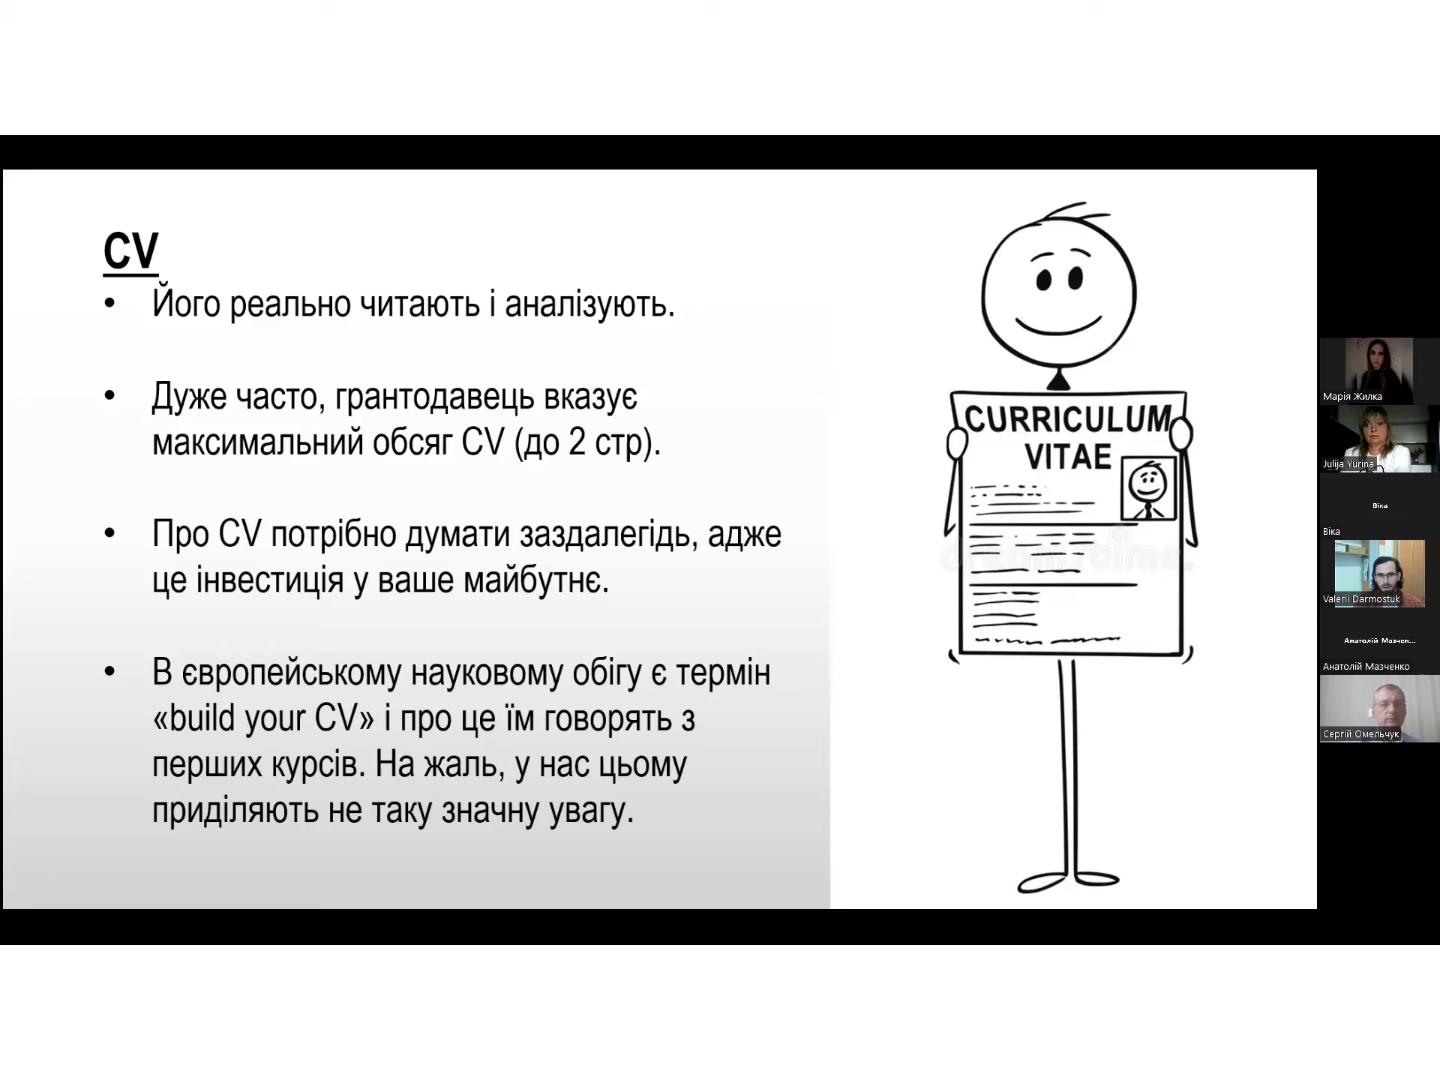 CV
• Його реально читають і аналізують.
• Дуже часто, грантодавець вказує
максимальний обсяг CV (до 2 стр).
• Про CV потрібно думати заздалегідь, адже
це інвестиція у ваше майбутнє.
• В європейському науковому обігу є термін
«build your CV» і про це їм говорять з
перших курсів. На жаль, у нас цьому
приділяють не таку значну увагу.
CURRICULUM
VITAE
dreamstime.
Марія Жилка
Julija Yurina
Віка
Віка
Valerii Darmostuk
Анатолій Мазчен...
Анатолій Мазченко
Сергій Омельчук